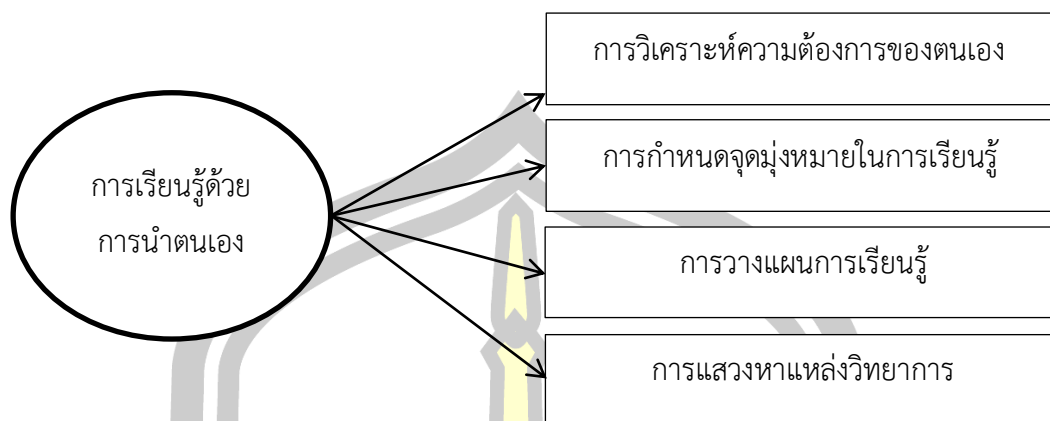 การเรียนรู้ด้วย
การนำตนเอง
การวิเคราะห์ความต้องการของตนเอง
การกำหนดจุดมุ่งหมายในการเรียนรู้
การวางแผนการเรียนรู้
การแสวงหาแหล่งวิทยาการ